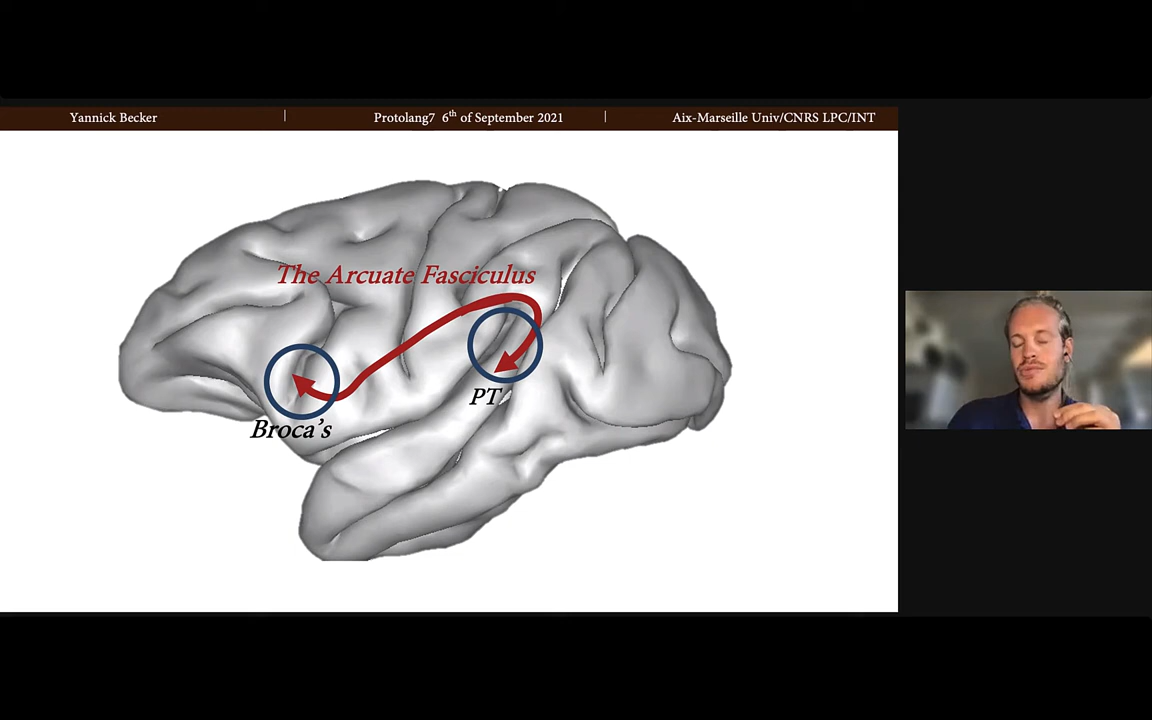 Yannick Becker | Protolang7 6th of September 2021 | Aix-Marseille Univ/CNRS LPC/INT
The Arcuate Fasciculus
PT
Broca's